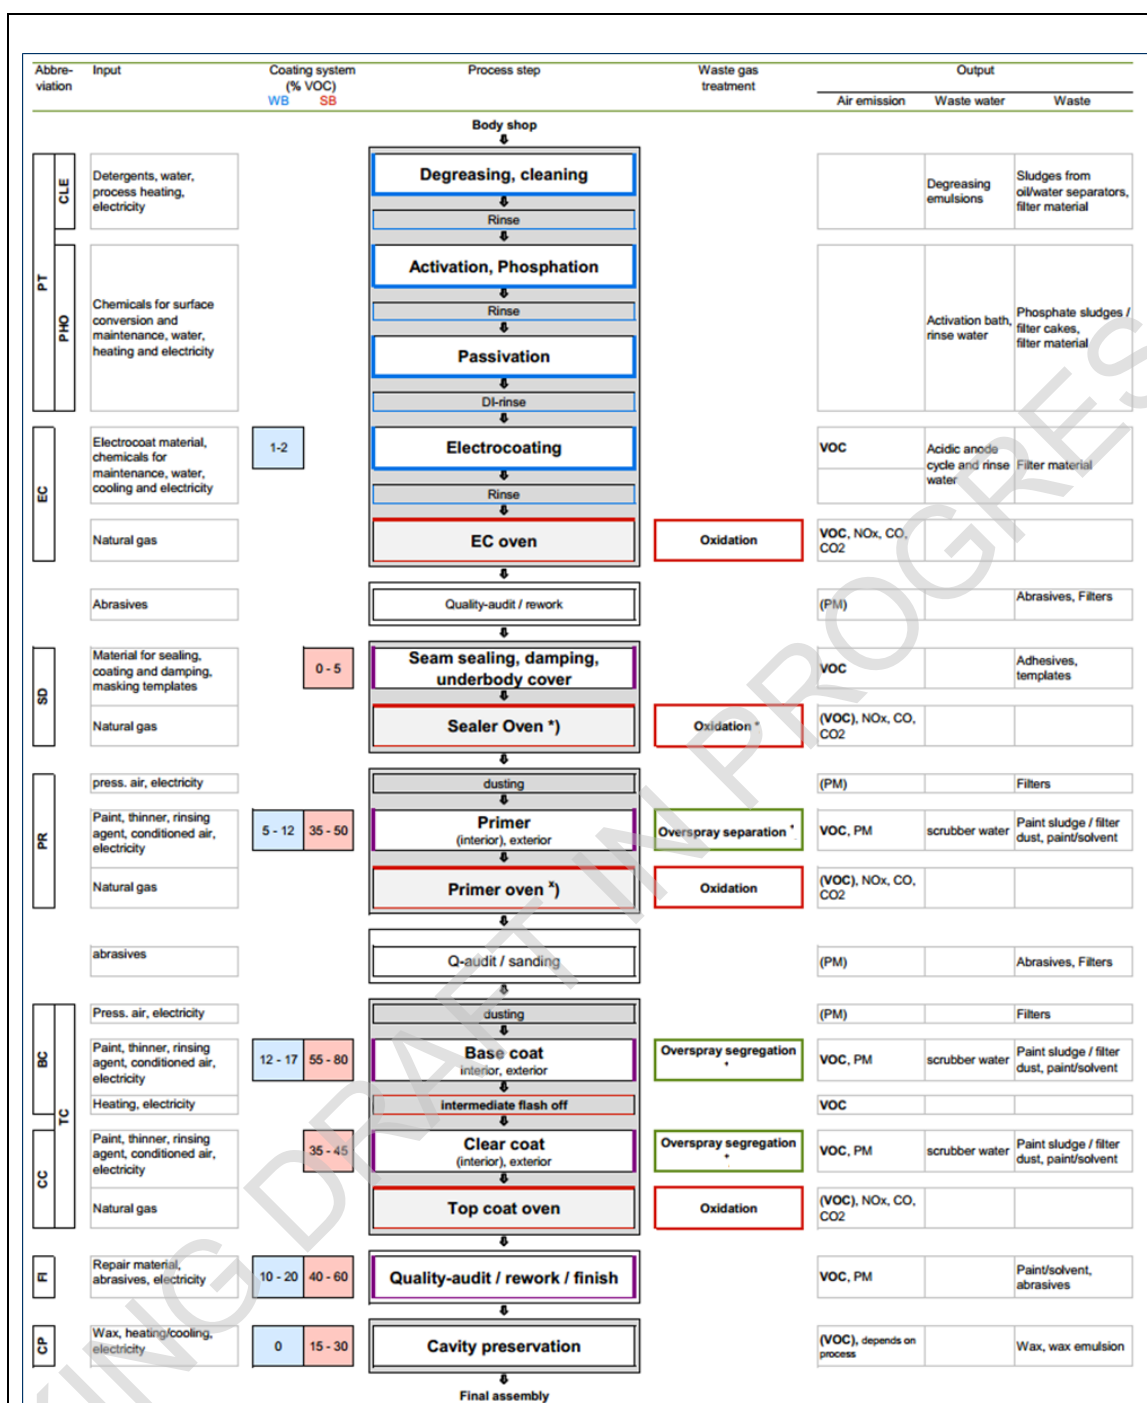 Abbre-
viation
Input
Coating system
(% VOC)
WB SB
Process step
Waste gas
treatment
Output
Air emission Waste water Waste
Body shop
PT
CLE
Detergents, water,
process heating,
electricity
Degreasing, cleaning
Rinse
Degreasing
emulsions
Sludges from
oil/water separators,
filter material
PHO
Chemicals for surface
conversion and
maintenance, water,
heating and electricity
Activation, Phosphation
Rinse
Passivation
DI-rinse
Activation bath,
rinse water
Phosphate sludges /
filter cakes,
filter material
EC
Electrocoat material,
chemicals for
maintenance, water,
cooling and electricity
1-2
Electrocoating
Rinse
VOC
Acidic anode
cycle and rinse
water
Filter material
Natural gas
EC oven
Oxidation
VOC, NOx, CO,
CO2
Abrasives
Quality-audit / rework
(PM)
Abrasives, Filters
SD
Material for sealing,
coating and damping,
masking templates
0 - 5
Seam sealing, damping,
underbody cover
VOC
Adhesives,
templates
Natural gas
Sealer Oven *)
Oxidation *
(VOC), NOx, CO,
CO2
PR
press. air, electricity
dusting
(PM)
Filters
Paint, thinner, rinsing
agent, conditioned air,
electricity
5 - 12 35 - 50
Primer
(interior), exterior
Overspray separation +
VOC, PM
scrubber water
Paint sludge / filter
dust, paint/solvent
Natural gas
Primer oven x)
Oxidation
(VOC), NOx, CO,
CO2
abrasives
Q-audit / sanding
(PM)
Abrasives, Filters
TC
BC
Press. air, electricity
dusting
(PM)
Filters
Paint, thinner, rinsing
agent, conditioned air,
electricity
12 - 17 55 - 80
Base coat
interior, exterior
Overspray segregation
+
VOC, PM
scrubber water
Paint sludge / filter
dust, paint/solvent
Heating, electricity
intermediate flash off
VOC
CC
Paint, thinner, rinsing
agent, conditioned air,
electricity
35 - 45
Clear coat
(interior), exterior
Overspray segregation
+
VOC, PM
scrubber water
Paint sludge / filter
dust, paint/solvent
Natural gas
Top coat oven
Oxidation
(VOC), NOx, CO,
CO2
FI
Repair material,
abrasives, electricity
10 - 20 40 - 60
Quality-audit / rework / finish
VOC, PM
Paint/solvent,
abrasives
CP
Wax, heating/cooling,
electricity
0 15 - 30
Cavity preservation
(VOC), depends on
process
Wax, wax emulsion
Final assembly
KING DRAFT IN PROGRES